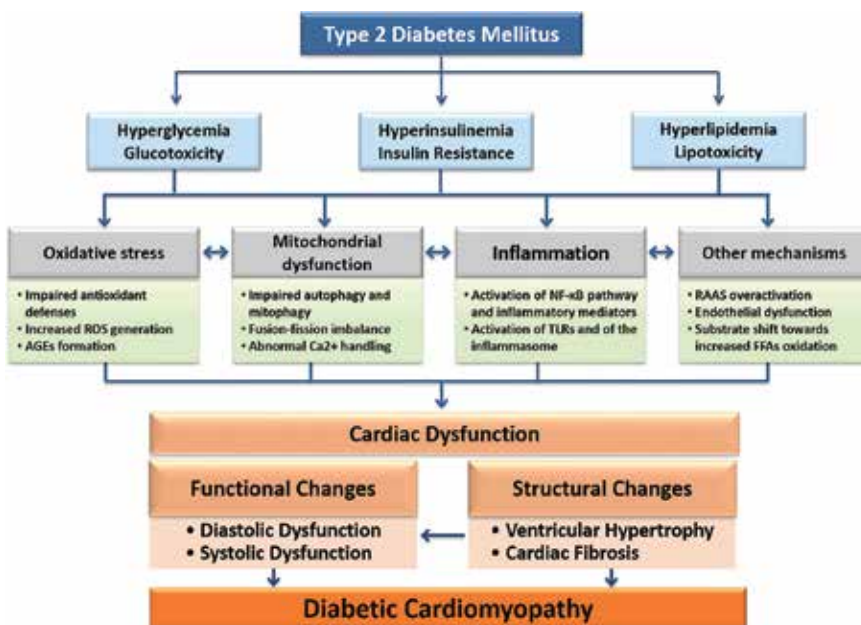 Type 2 Diabetes Mellitus
Hyperglycemia
Glucotoxicity
Hyperinsulinemia
Insulin Resistance
Hyperlipidemia
Lipotoxicity
Oxidative stress
• Impaired antioxidant
defenses
• Increased ROS generation
• AGEs formation
Mitochondrial
dysfunction
• Impaired autophagy and
mitophagy
• Fusion-fission imbalance
• Abnormal Ca2+ handling
Inflammation
• Activation of NF-κB pathway
and inflammatory mediators
• Activation of TLRs and of the
inflammasome
Other mechanisms
• RAAS overactivation
• Endothelial dysfunction
• Substrate shift towards
increased FFAs oxidation
Cardiac Dysfunction
Functional Changes
• Diastolic Dysfunction
• Systolic Dysfunction
Structural Changes
• Ventricular Hypertrophy
• Cardiac Fibrosis
Diabetic Cardiomyopathy